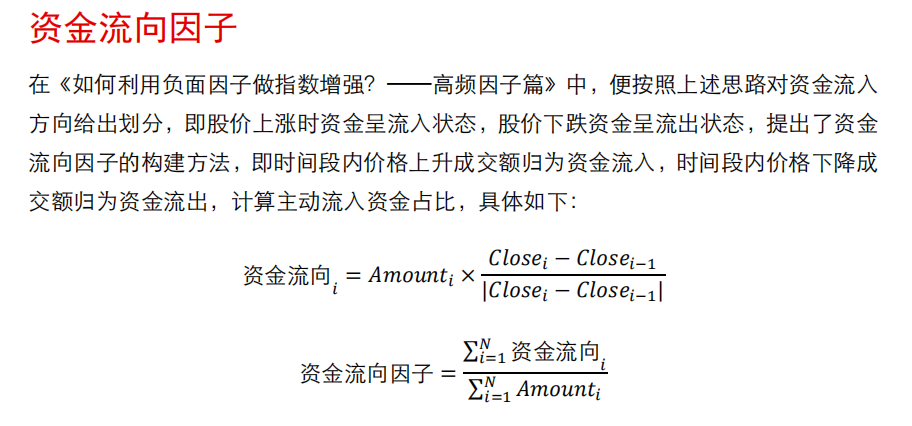 资金流向因子
在《如何利用负面因子做指数增强？——高频因子篇》中，便按照上述思路对资金流入
方向给出划分，即股价上涨时资金呈流入状态，股价下跌资金呈流出状态，提出了资金
流向因子的构建方法，即时间段内价格上升成交额归为资金流入，时间段内价格下降成
交额归为资金流出，计算主动流入资金占比，具体如下：
资金流向_i = Amount_i × (Close_i − Close_{i−1}) / |Close_i − Close_{i−1}|
资金流向因子 = ∑_{i=1}^{N} 资金流向_i / ∑_{i=1}^{N} Amount_i